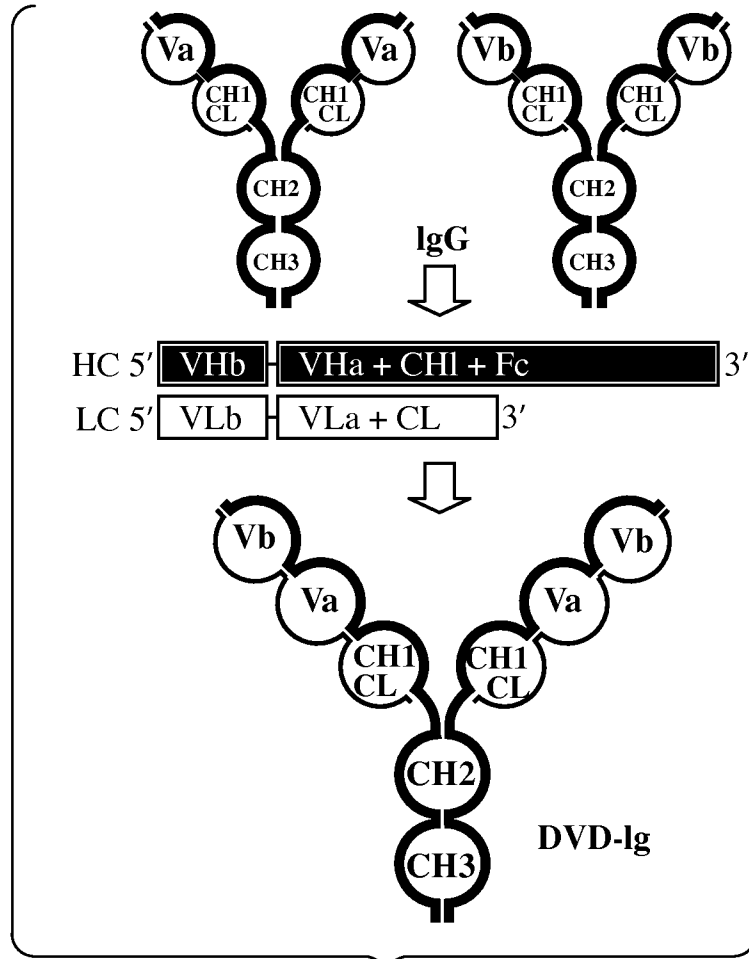 Va Va Vb Vb
CH1 CH1 CH1 CH1
CL CL CL CL
CH2 CH2
IgG
CH3 CH3
HC 5′ VHb VHa + CHl + Fc 3′
LC 5′ VLb VLa + CL 3′
Vb Vb
Va Va
CH1 CH1
CL CL
CH2
DVD-lg
CH3